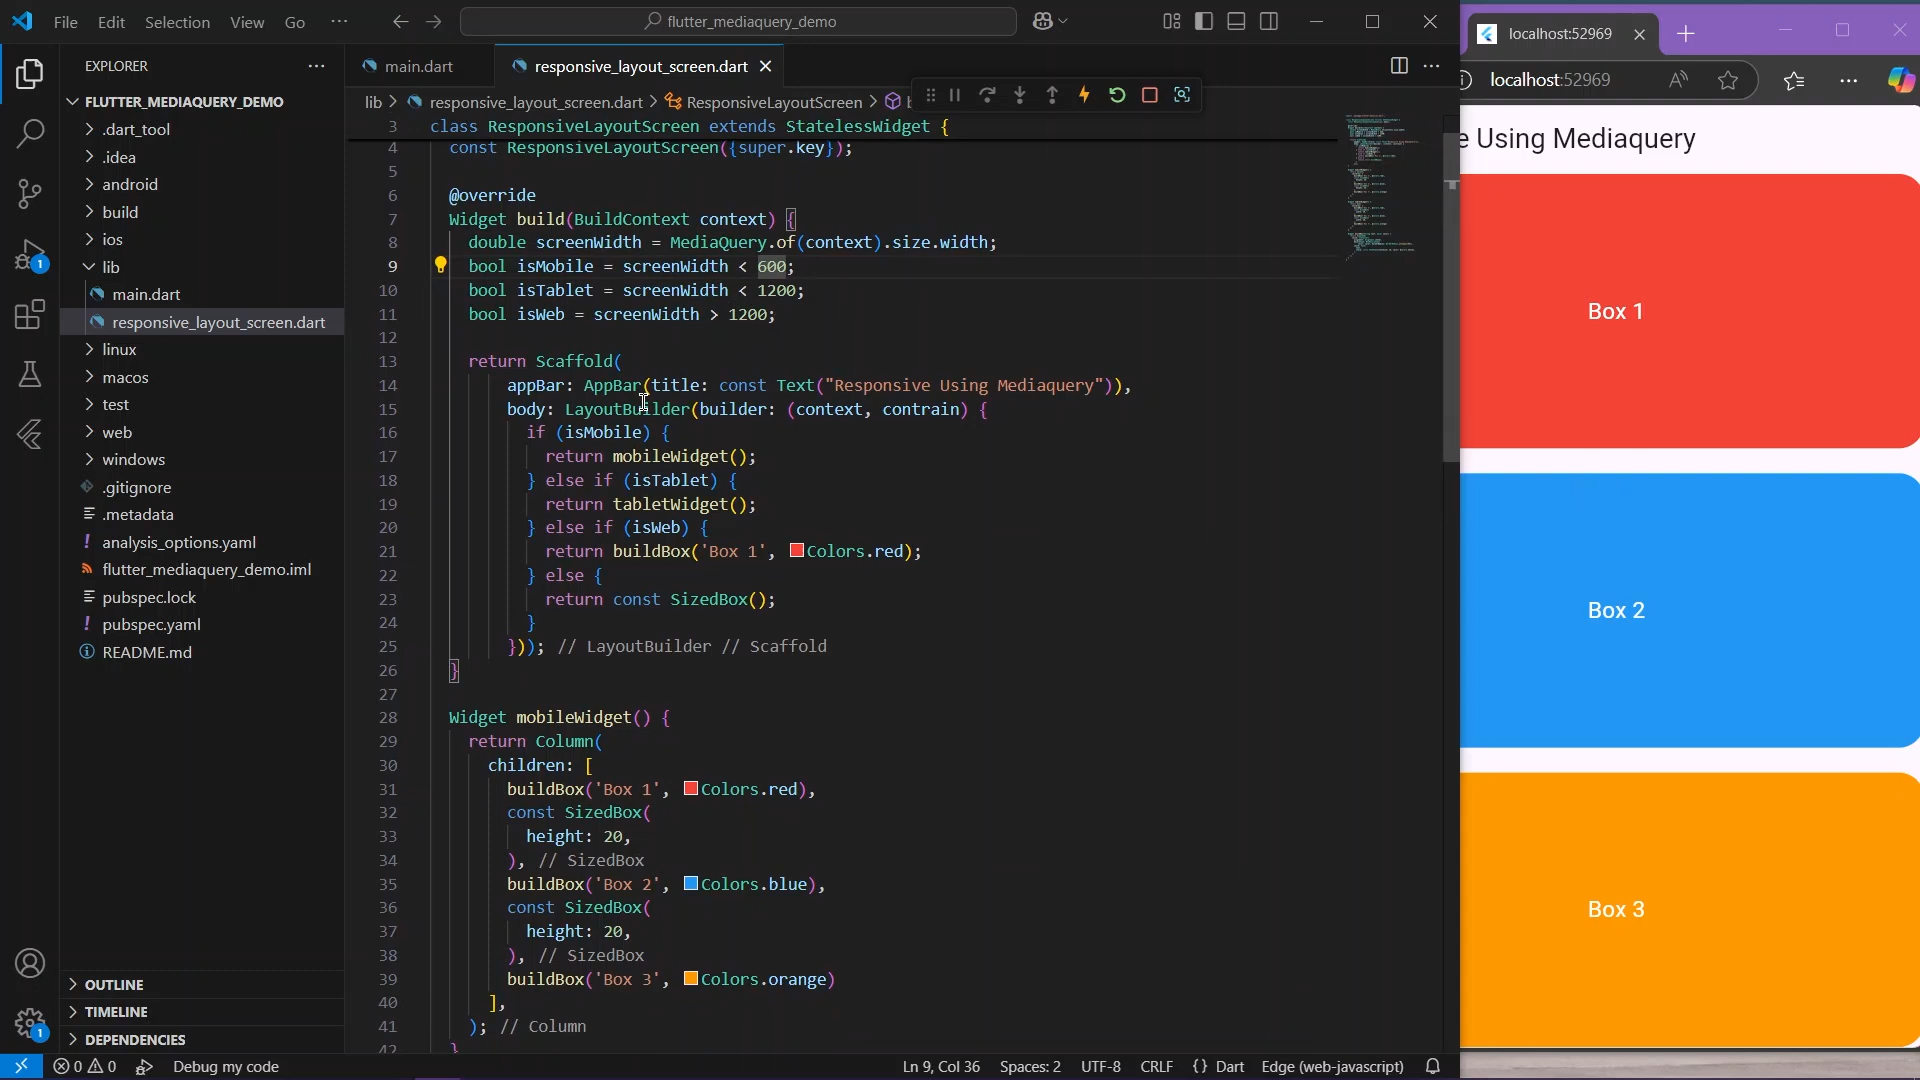 File Edit Selection View Go ···
flutter_mediaquery_demo
EXPLORER
FLUTTER_MEDIAQUERY_DEMO
.dart_tool
.idea
android
build
ios
lib
main.dart
responsive_layout_screen.dart
linux
macos
test
web
windows
.gitignore
.metadata
analysis_options.yaml
flutter_mediaquery_demo.iml
pubspec.lock
pubspec.yaml
README.md
OUTLINE
TIMELINE
DEPENDENCIES
1
1
main.dart responsive_layout_screen.dart
lib > responsive_layout_screen.dart > ResponsiveLayoutScreen >
3 class ResponsiveLayoutScreen extends StatelessWidget {
4 const ResponsiveLayoutScreen({super.key});
5
6 @override
7 Widget build(BuildContext context) {
8 double screenWidth = MediaQuery.of(context).size.width;
9 bool isMobile = screenWidth < 600;
10 bool isTablet = screenWidth < 1200;
11 bool isWeb = screenWidth > 1200;
12
13 return Scaffold(
14 appBar: AppBar(title: const Text("Responsive Using Mediaquery")),
15 body: LayoutBuilder(builder: (context, contrain) {
16 if (isMobile) {
17 return mobileWidget();
18 } else if (isTablet) {
19 return tabletWidget();
20 } else if (isWeb) {
21 return buildBox('Box 1', Colors.red);
22 } else {
23 return const SizedBox();
24 }
25 })); // LayoutBuilder // Scaffold
26 }
27
28 Widget mobileWidget() {
29 return Column(
30 children: [
31 buildBox('Box 1', Colors.red),
32 const SizedBox(
33 height: 20,
34 ), // SizedBox
35 buildBox('Box 2', Colors.blue),
36 const SizedBox(
37 height: 20,
38 ), // SizedBox
39 buildBox('Box 3', Colors.orange)
40 ],
41 ); // Column
42 }
0 0 Debug my code Ln 9, Col 36 Spaces: 2 UTF-8 CRLF {} Dart Edge (web-javascript)
localhost:52969
localhost:52969
e Using Mediaquery
Box 1
Box 2
Box 3